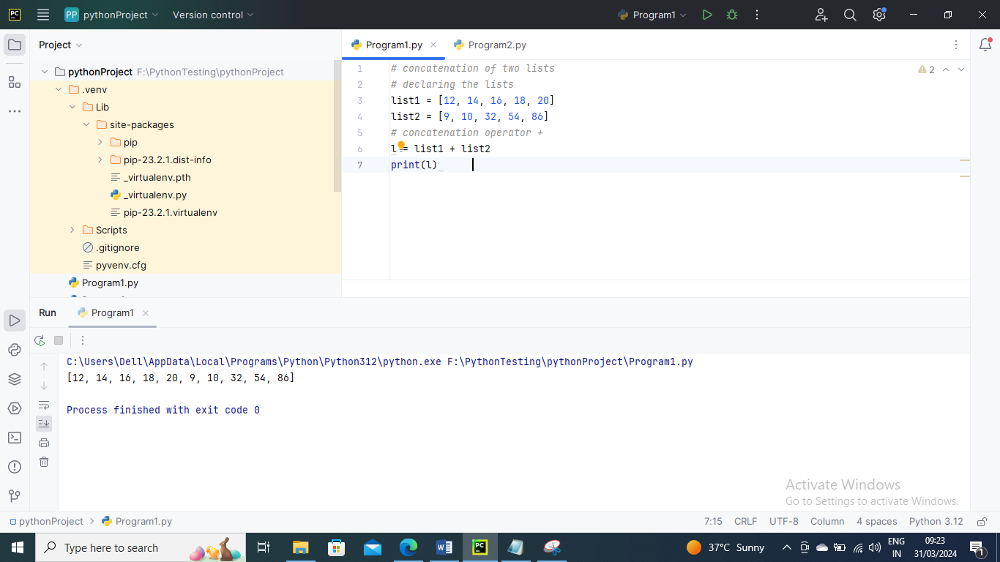 PC PP pythonProject Version control Program1
Project
Program1.py Program2.py
pythonProject F:\PythonTesting\pythonProject
.venv
Lib
site-packages
pip
pip-23.2.1.dist-info
_virtualenv.pth
_virtualenv.py
pip-23.2.1.virtualenv
Scripts
.gitignore
pyvenv.cfg
Program1.py
1 # concatenation of two lists
2 # declaring the lists
3 list1 = [12, 14, 16, 18, 20]
4 list2 = [9, 10, 32, 54, 86]
5 # concatenation operator +
6 l = list1 + list2
7 print(l)
2
Run Program1
C:\Users\Dell\AppData\Local\Programs\Python\Python312\python.exe F:\PythonTesting\pythonProject\Program1.py
[12, 14, 16, 18, 20, 9, 10, 32, 54, 86]
Process finished with exit code 0
Activate Windows
Go to Settings to activate Windows.
pythonProject Program1.py 7:15 CRLF UTF-8 Column 4 spaces Python 3.12
Type here to search PC 37°C Sunny ENG IN 09:23 31/03/2024 1